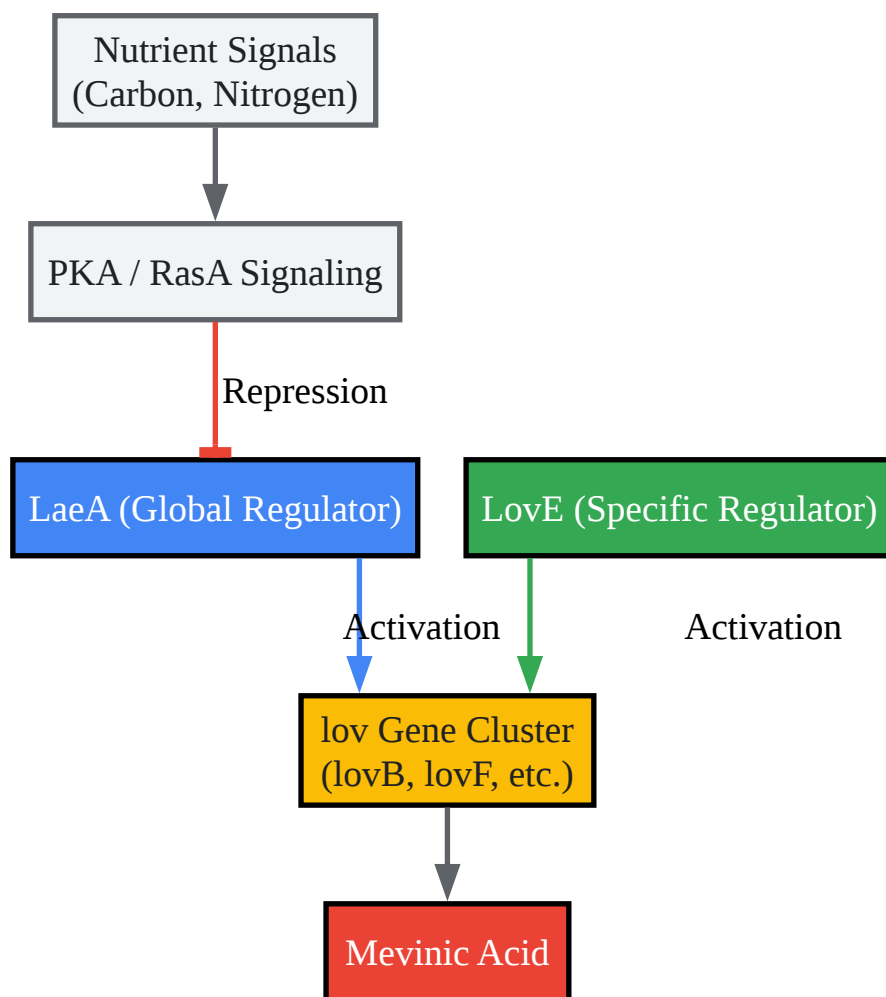 Nutrient Signals
(Carbon, Nitrogen)
PKA / RasA Signaling
Repression
LaeA (Global Regulator)
LovE (Specific Regulator)
Activation
Activation
lov Gene Cluster
(lovB, lovF, etc.)
Mevinic Acid